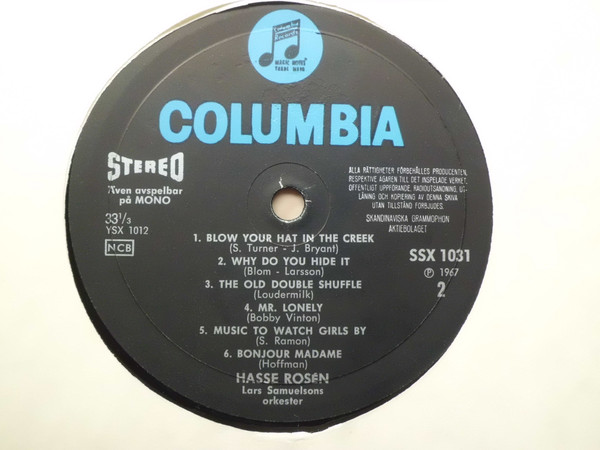 MUSIC NOTES
TRADE MARK
COLUMBIA
STEREO
Även avspelbar
på MONO
33 1/3
YSX 1012
NCB
ALLA RÄTTIGHETER FÖRBEHÅLLES PRODUCENTEN,
RESPEKTIVE ÄGAREN TILL DET INSPELADE VERKET.
OFFENTLIGT UPPFÖRANDE, RADIOUTSÄNDNING, UT-
LÅNING OCH KOPIERING AV DENNA SKIVA
UTAN TILLSTÅND FÖRBJUDES.
SKANDINAVISKA GRAMMOPHON
AKTIEBOLAGET
SSX 1031
℗ 1967
2
1. BLOW YOUR HAT IN THE CREEK
(S. Turner - J. Bryant)
2. WHY DO YOU HIDE IT
(Blom - Larsson)
3. THE OLD DOUBLE SHUFFLE
(Loudermilk)
4. MR. LONELY
(Bobby Vinton)
5. MUSIC TO WATCH GIRLS BY
(S. Ramon)
6. BONJOUR MADAME
(Hoffman)
HASSE ROSÉN
Lars Samuelsons
orkester